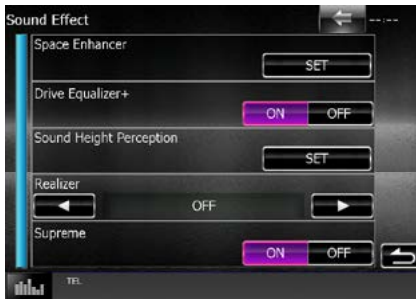 Sound Effect --:--
Space Enhancer
SET
Drive Equalizer+
ON OFF
Sound Height Perception
SET
Realizer
OFF
Supreme
ON OFF
TEL